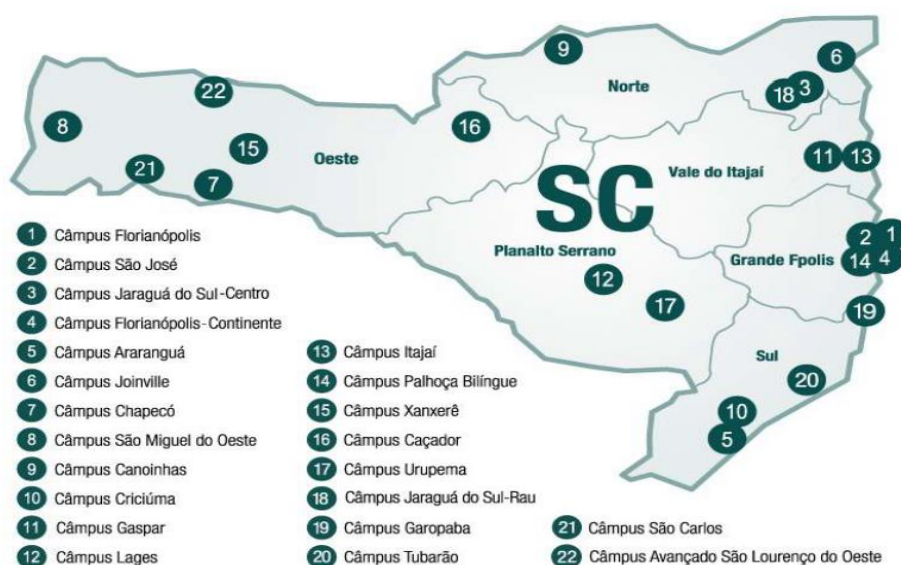 9
6
Norte
3
18
22
16
8
15
Oeste
11
13
21
7
Vale do Itajaí
SC
Planalto Serrano
12
17
Grande Fpolis
2
1
14
4
19
Sul
20
10
5
1 Câmpus Florianópolis
2 Câmpus São José
3 Câmpus Jaraguá do Sul-Centro
4 Câmpus Florianópolis-Continente
5 Câmpus Araranguá
6 Câmpus Joinville
7 Câmpus Chapecó
8 Câmpus São Miguel do Oeste
9 Câmpus Canoinhas
10 Câmpus Criciúma
11 Câmpus Gaspar
12 Câmpus Lages
13 Câmpus Itajaí
14 Câmpus Palhoça Bilíngue
15 Câmpus Xanxerê
16 Câmpus Caçador
17 Câmpus Urupema
18 Câmpus Jaraguá do Sul-Rau
19 Câmpus Garopaba
20 Câmpus Tubarão
21 Câmpus São Carlos
22 Câmpus Avançado São Lourenço do Oeste